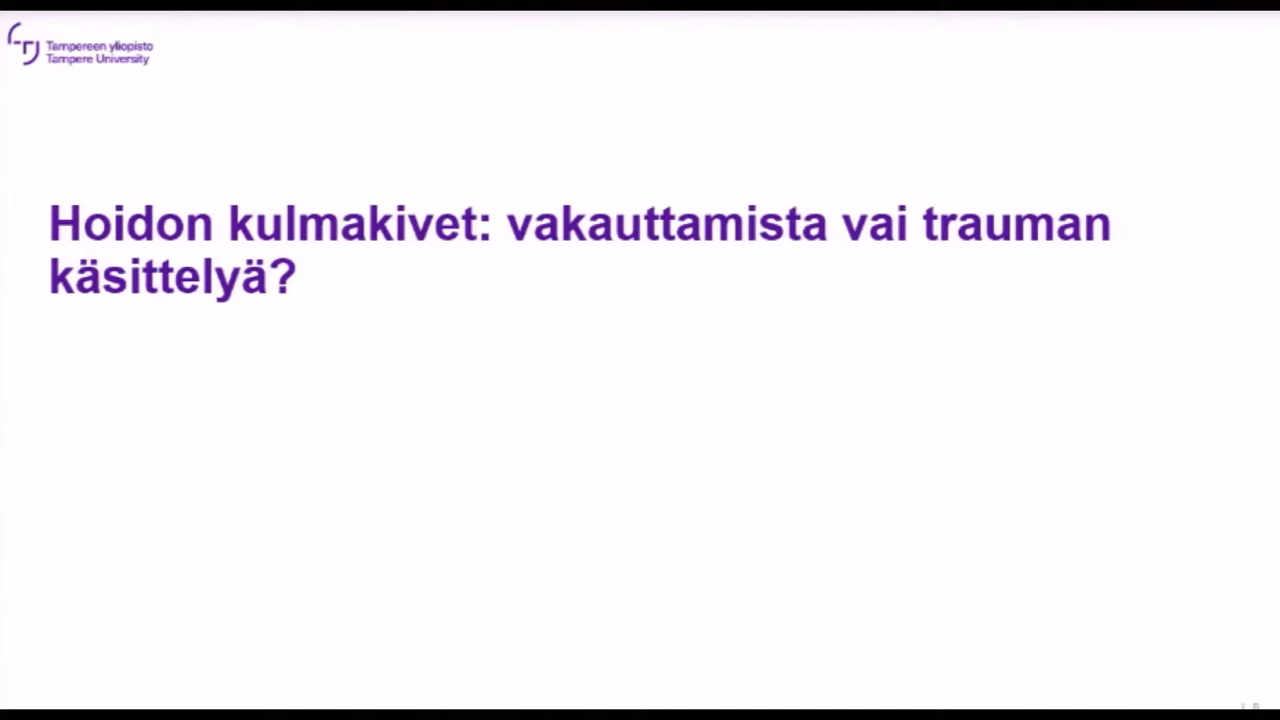 Tampereen yliopisto
Tampere University
Hoidon kulmakivet: vakauttamista vai trauman
käsittelyä?